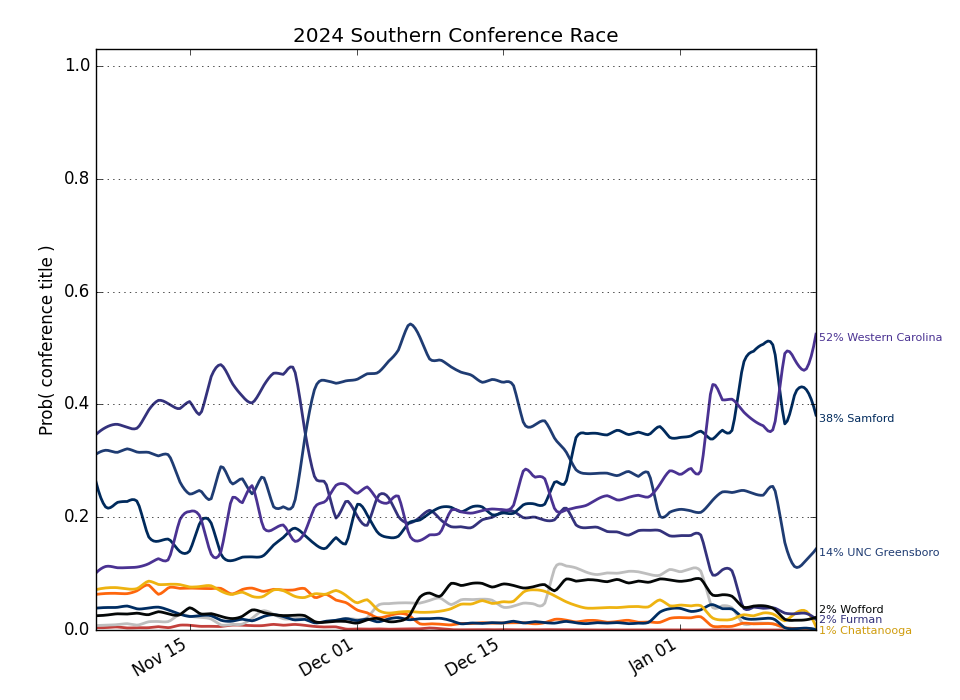 2024 Southern Conference Race
Prob( conference title )
1.0
0.8
0.6
0.4
0.2
0.0
Nov 15
Dec 01
Dec 15
Jan 01
52% Western Carolina
38% Samford
14% UNC Greensboro
2% Wofford
2% Furman
1% Chattanooga